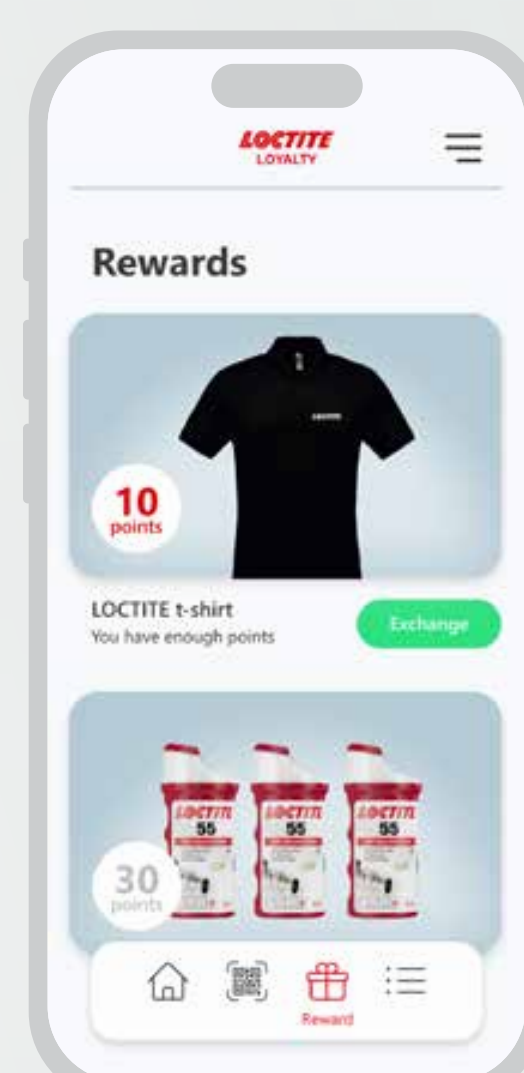 LOCTITE
LOYALTY
Rewards
LOCTITE
10
points
LOCTITE t-shirt
You have enough points
Exchange
LOCTITE LOCTITE LOCTITE
55 55 55
30
points
Reward